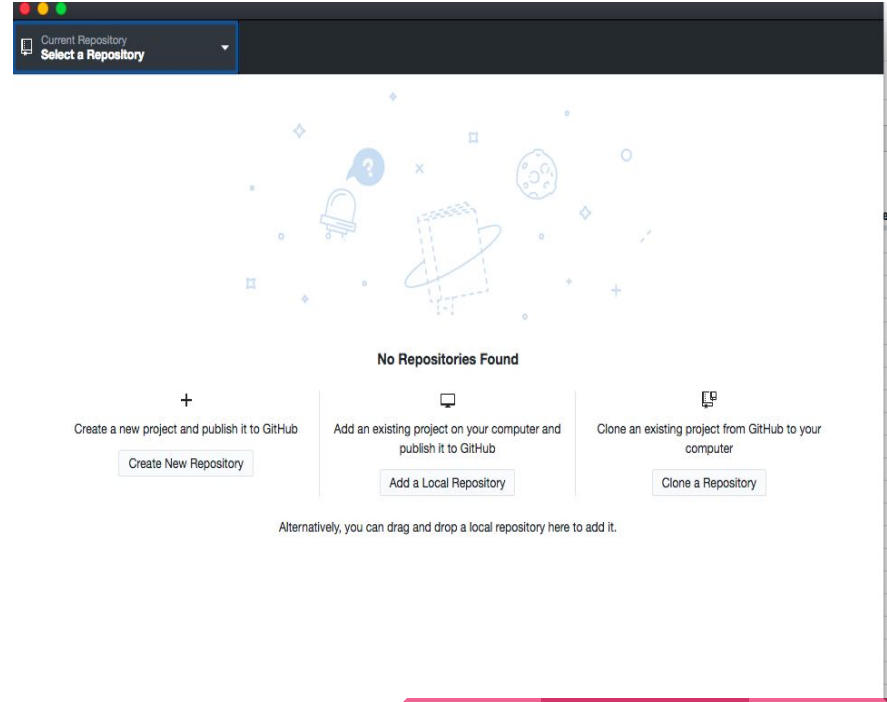 Current Repository
Select a Repository
?
No Repositories Found
Create a new project and publish it to GitHub
Create New Repository
Add an existing project on your computer and
publish it to GitHub
Add a Local Repository
Clone an existing project from GitHub to your
computer
Clone a Repository
Alternatively, you can drag and drop a local repository here to add it.